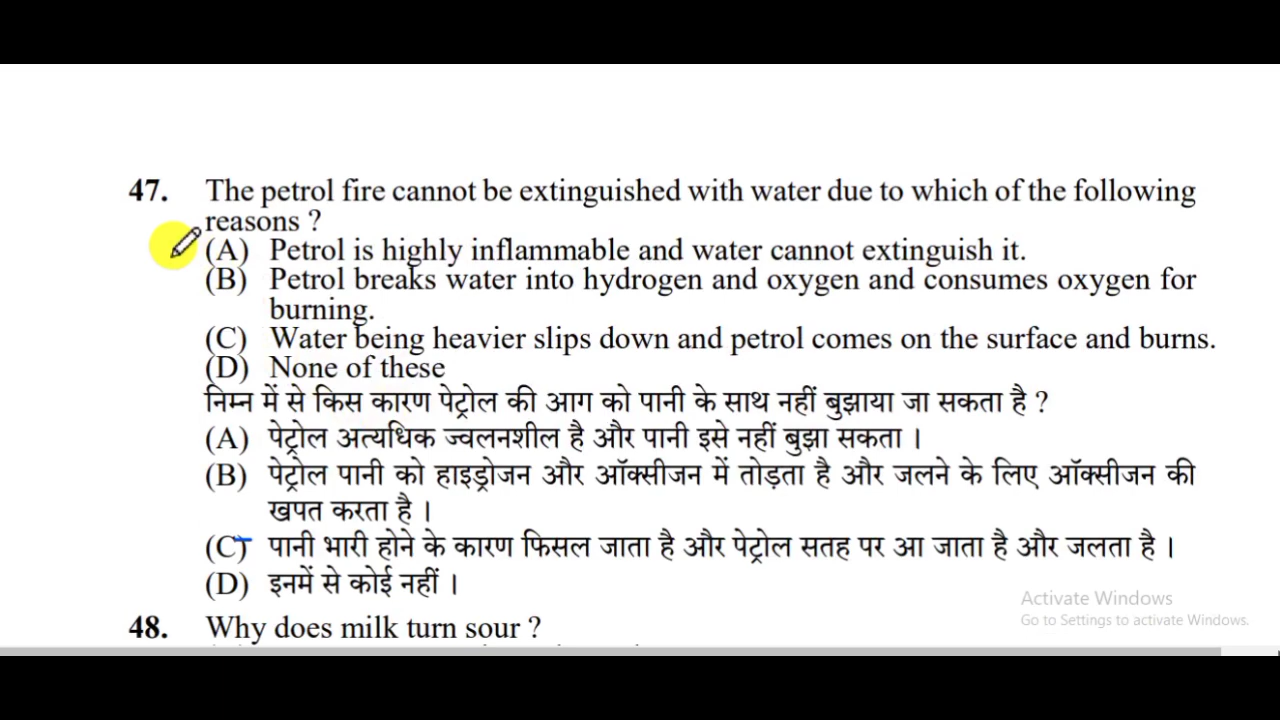 47. The petrol fire cannot be extinguished with water due to which of the following
reasons ?
(A) Petrol is highly inflammable and water cannot extinguish it.
(B) Petrol breaks water into hydrogen and oxygen and consumes oxygen for
burning.
(C) Water being heavier slips down and petrol comes on the surface and burns.
(D) None of these
निम्न में से किस कारण पेट्रोल की आग को पानी के साथ नहीं बुझाया जा सकता है ?
(A) पेट्रोल अत्यधिक ज्वलनशील है और पानी इसे नहीं बुझा सकता ।
(B) पेट्रोल पानी को हाइड्रोजन और ऑक्सीजन में तोड़ता है और जलने के लिए ऑक्सीजन की
खपत करता है ।
(C) पानी भारी होने के कारण फिसल जाता है और पेट्रोल सतह पर आ जाता है और जलता है ।
(D) इनमें से कोई नहीं ।
Activate Windows
Go to Settings to activate Windows.
48. Why does milk turn sour ?